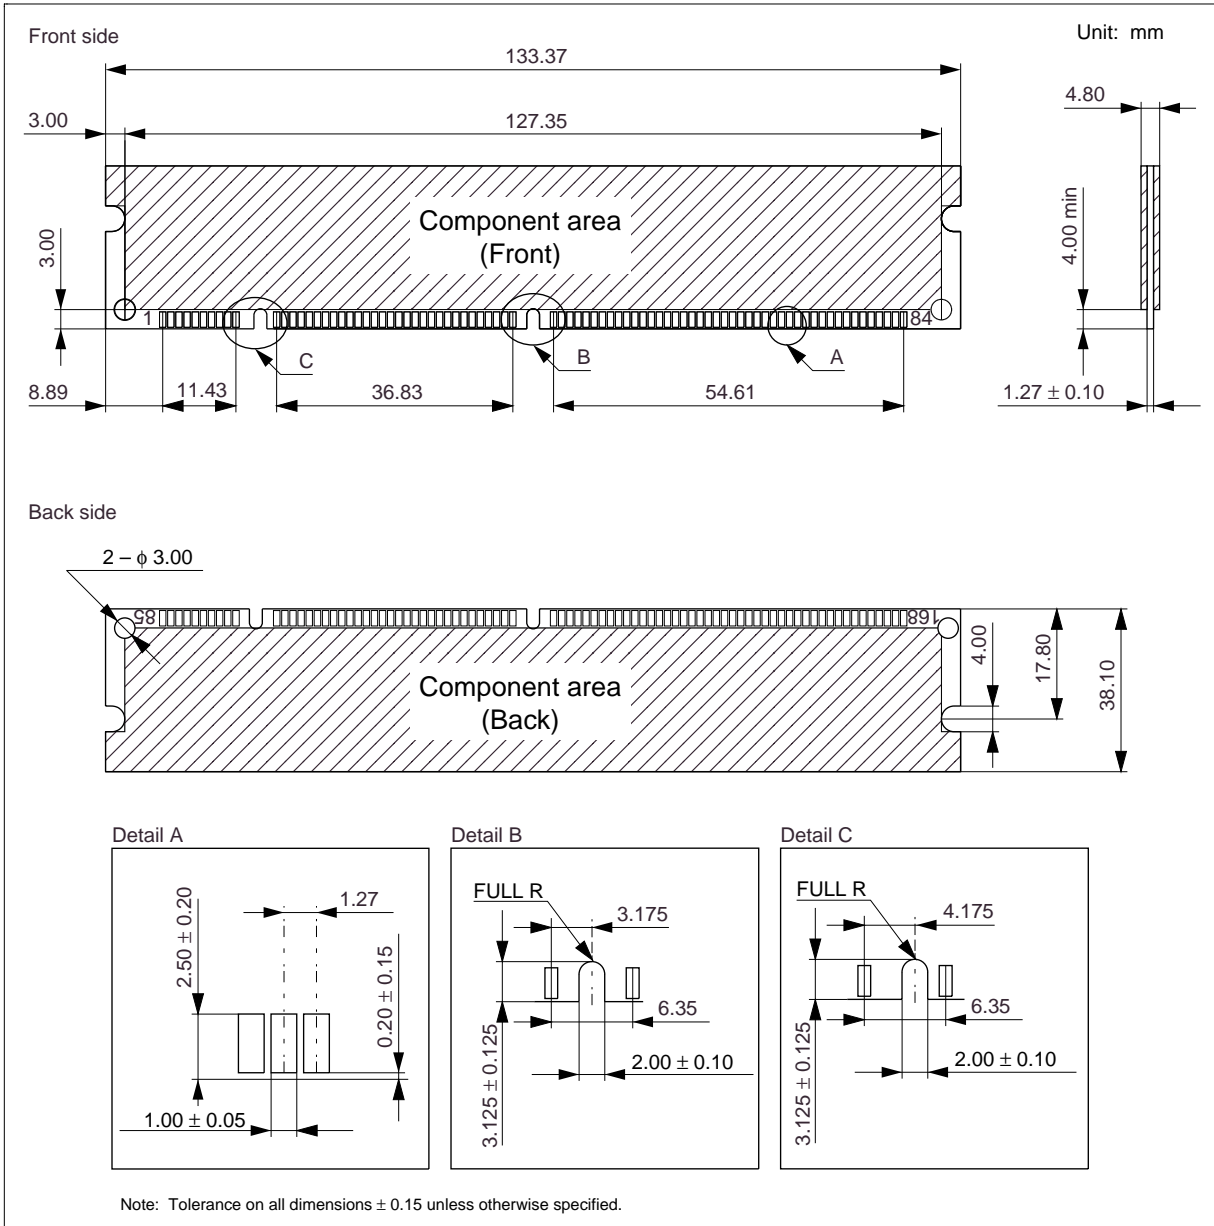 Front side
Unit: mm
133.37
4.80
3.00
127.35
Component area
(Front)
3.00
4.00 min
1
84
C
B
A
8.89
11.43
36.83
54.61
1.27 ± 0.10
Back side
2 – ϕ 3.00
85
168
Component area
(Back)
4.00
17.80
38.10
Detail A
1.27
2.50 ± 0.20
0.20 ± 0.15
1.00 ± 0.05
Detail B
FULL R
3.175
6.35
3.125 ± 0.125
2.00 ± 0.10
Detail C
FULL R
4.175
6.35
3.125 ± 0.125
2.00 ± 0.10
Note: Tolerance on all dimensions ± 0.15 unless otherwise specified.